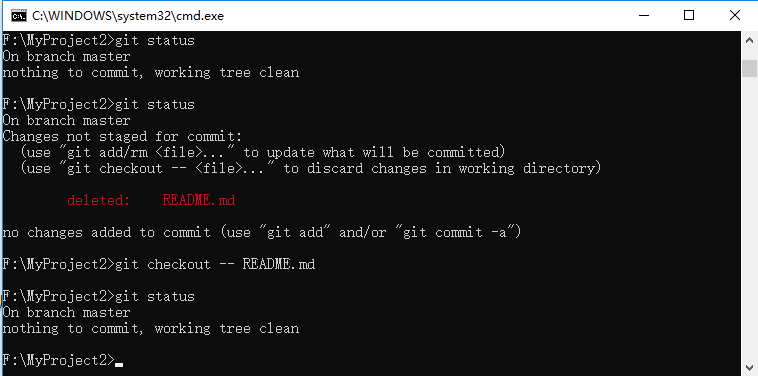 C:\WINDOWS\system32\cmd.exe
F:\MyProject2>git status
On branch master
nothing to commit, working tree clean
F:\MyProject2>git status
On branch master
Changes not staged for commit:
  (use "git add/rm <file>..." to update what will be committed)
  (use "git checkout -- <file>..." to discard changes in working directory)
        deleted:    README.md
no changes added to commit (use "git add" and/or "git commit -a")
F:\MyProject2>git checkout -- README.md
F:\MyProject2>git status
On branch master
nothing to commit, working tree clean
F:\MyProject2>